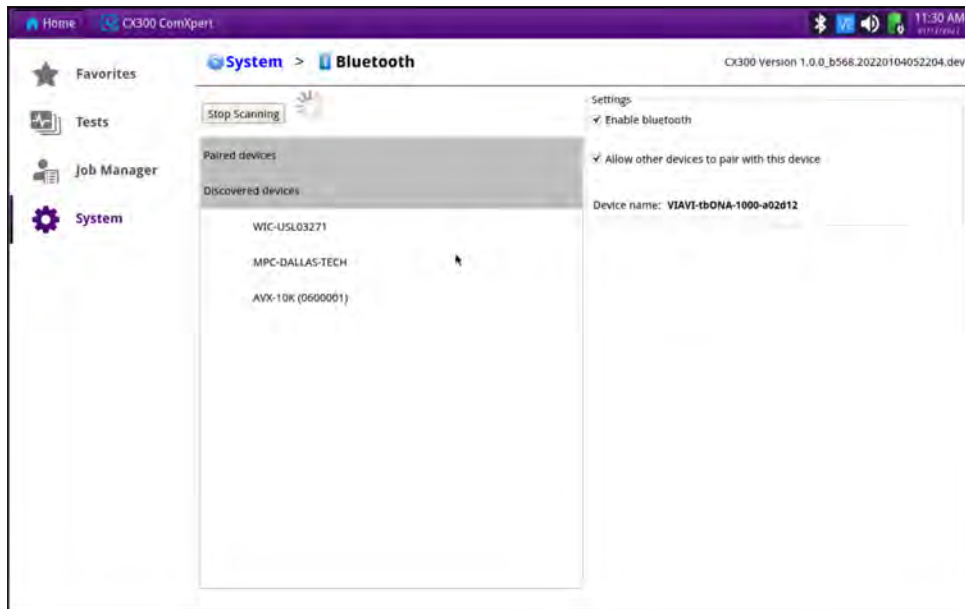 Home
CX300 ComXpert
11:30 AM
Favorites
Tests
Job Manager
System
System > Bluetooth
CX300 Version 1.0.0_b568.20220104052204.dev
Stop Scanning
Paired devices
Discovered devices
WIC-USL03271
MPC-DALLAS-TECH
AVX-10K (0600001)
Settings
Enable bluetooth
Allow other devices to pair with this device
Device name: VIAVI-tbONA-1000-a02d12